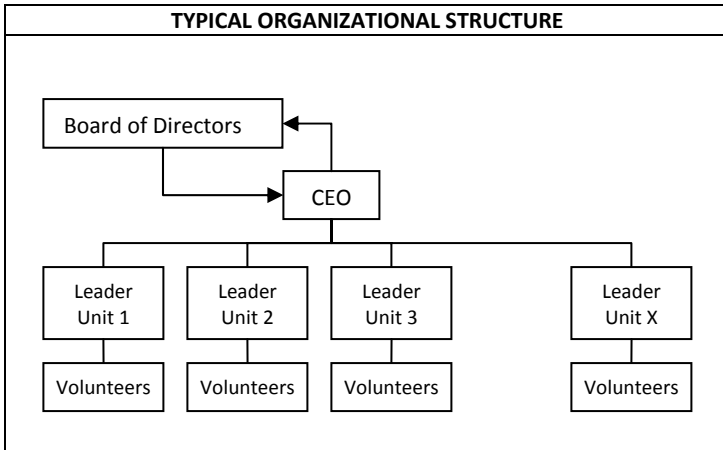 TYPICAL ORGANIZATIONAL STRUCTURE
Board of Directors
CEO
Leader
Unit 1
Leader
Unit 2
Leader
Unit 3
Leader
Unit X
Volunteers
Volunteers
Volunteers
Volunteers